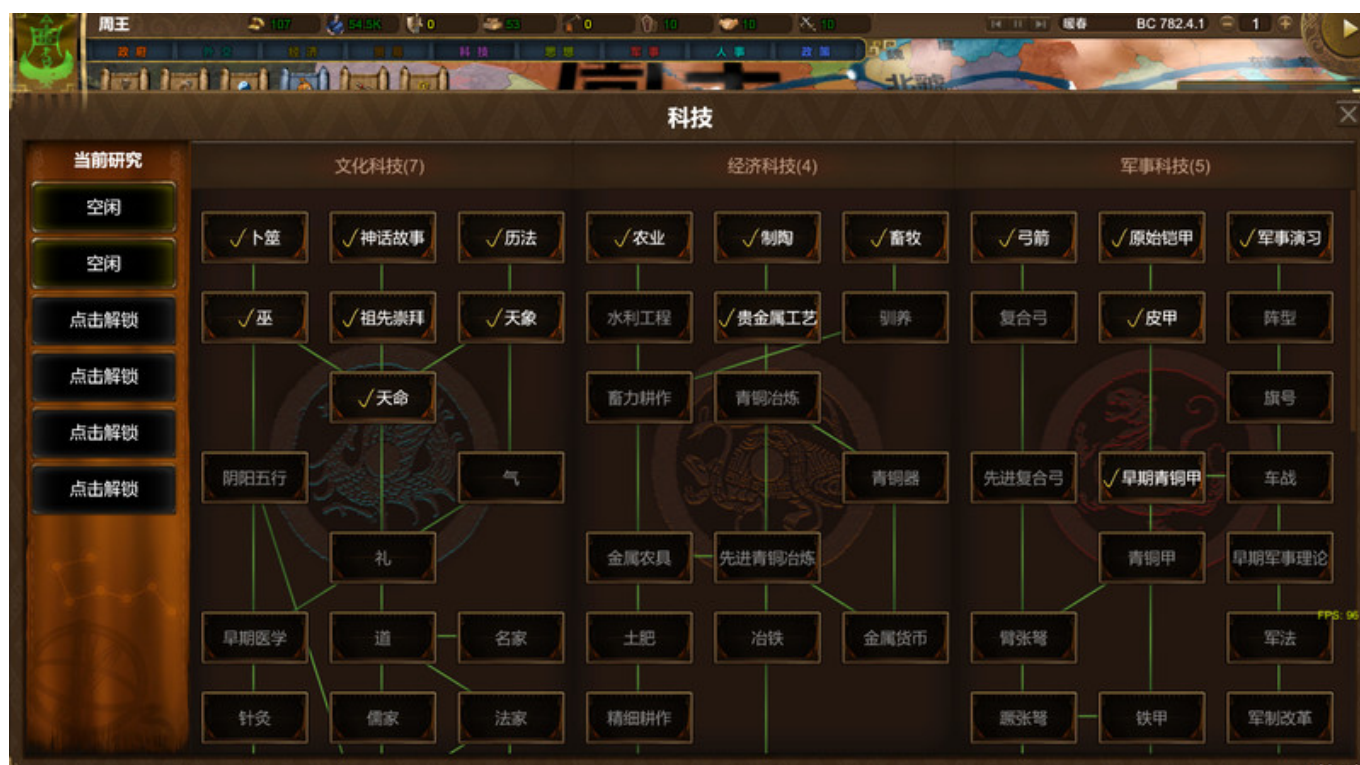 周王 107 54.5K 0 53 0 10 10 10 暖春 BC 782.4.1 1
政府 外交 经济 科技 思想 军事 人事 政策
北虢
科技
当前研究 文化科技(7) 经济科技(4) 军事科技(5)
空闲
空闲
点击解锁
点击解锁
点击解锁
点击解锁
✓卜筮 ✓神话故事 ✓历法 ✓农业 ✓制陶 ✓畜牧 ✓弓箭 ✓原始铠甲 ✓军事演习
✓巫 ✓祖先崇拜 ✓天象 水利工程 ✓贵金属工艺 驯养 复合弓 ✓皮甲 阵型
✓天命 畜力耕作 青铜冶炼 旗号
阴阳五行 气 青铜器 先进复合弓 ✓早期青铜甲 车战
礼 金属农具 先进青铜冶炼 青铜甲 早期军事理论
FPS: 96
早期医学 道 名家 土肥 冶铁 金属货币 臂张弩 军法
针灸 儒家 法家 精细耕作 蹶张弩 铁甲 军制改革